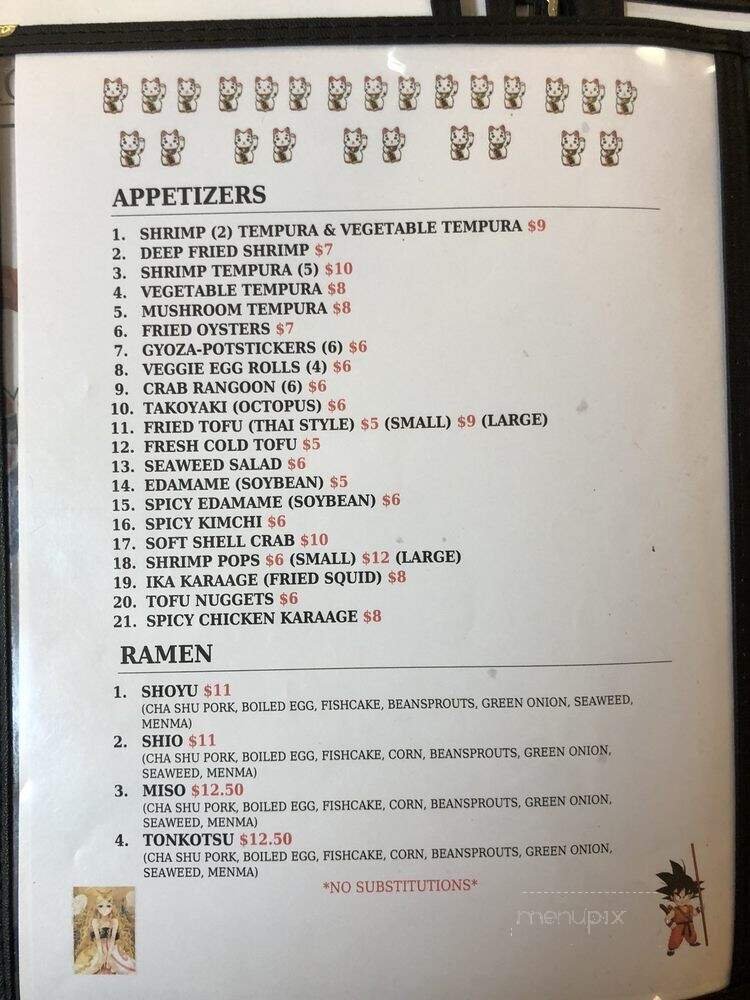 APPETIZERS
1. SHRIMP (2) TEMPURA & VEGETABLE TEMPURA $9
2. DEEP FRIED SHRIMP $7
3. SHRIMP TEMPURA (5) $10
4. VEGETABLE TEMPURA $8
5. MUSHROOM TEMPURA $8
6. FRIED OYSTERS $7
7. GYOZA-POTSTICKERS (6) $6
8. VEGGIE EGG ROLLS (4) $6
9. CRAB RANGOON (6) $6
10. TAKOYAKI (OCTOPUS) $6
11. FRIED TOFU (THAI STYLE) $5 (SMALL) $9 (LARGE)
12. FRESH COLD TOFU $5
13. SEAWEED SALAD $6
14. EDAMAME (SOYBEAN) $5
15. SPICY EDAMAME (SOYBEAN) $6
16. SPICY KIMCHI $6
17. SOFT SHELL CRAB $10
18. SHRIMP POPS $6 (SMALL) $12 (LARGE)
19. IKA KARAAGE (FRIED SQUID) $8
20. TOFU NUGGETS $6
21. SPICY CHICKEN KARAAGE $8
RAMEN
1. SHOYU $11
(CHA SHU PORK, BOILED EGG, FISHCAKE, BEANSPROUTS, GREEN ONION, SEAWEED,
MENMA)
2. SHIO $11
(CHA SHU PORK, BOILED EGG, FISHCAKE, CORN, BEANSPROUTS, GREEN ONION,
SEAWEED, MENMA)
3. MISO $12.50
(CHA SHU PORK, BOILED EGG, FISHCAKE, CORN, BEANSPROUTS, GREEN ONION,
SEAWEED, MENMA)
4. TONKOTSU $12.50
(CHA SHU PORK, BOILED EGG, FISHCAKE, CORN, BEANSPROUTS, GREEN ONION,
SEAWEED, MENMA)
*NO SUBSTITUTIONS*
menupix